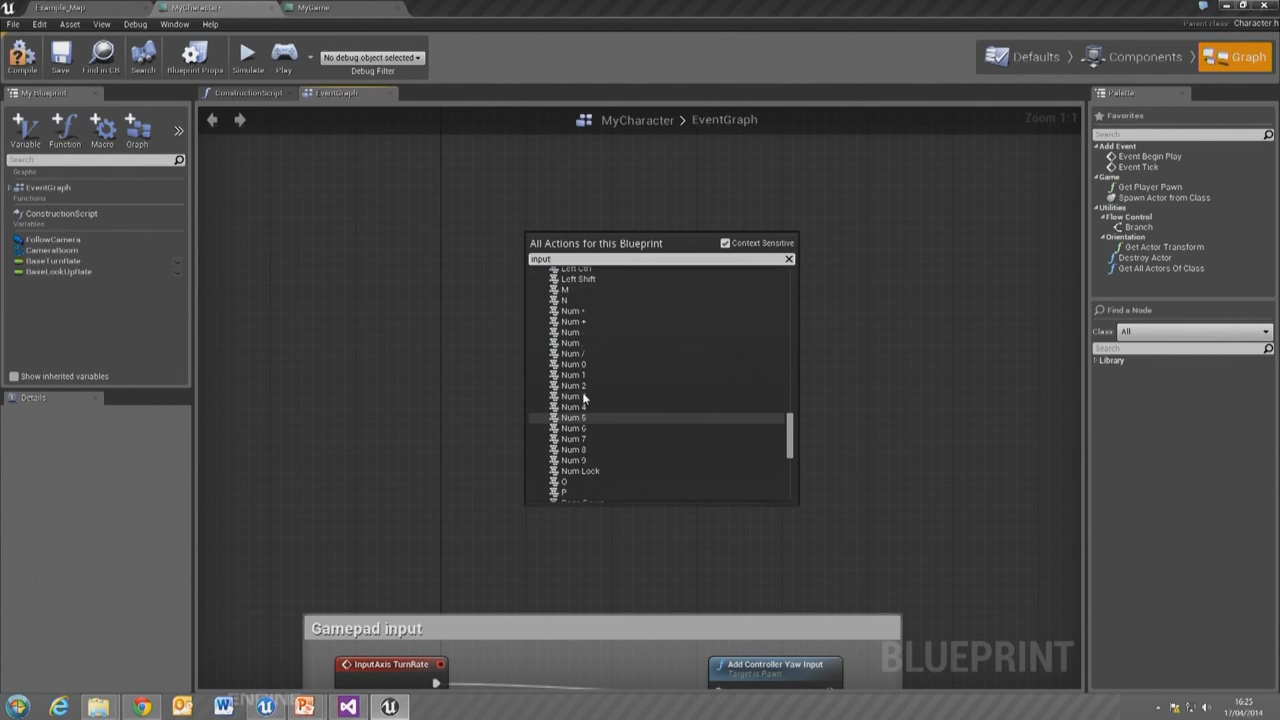 Example_Map
MyCharacter
MyGame
File Edit Asset View Debug Window Help
Parent class: Character.h
Compile Save Find in CB Search Blueprint Props Simulate Play
No debug object selected
Debug Filter
Defaults Components Graph
My Blueprint
Variable Function Macro Graph
Search
Graphs
EventGraph
Functions
ConstructionScript
Variables
FollowCamera
CameraBoom
BaseTurnRate
BaseLookUpRate
Show inherited variables
Details
ConstructionScript
EventGraph
MyCharacter > EventGraph
Zoom 1:1
All Actions for this Blueprint
Context Sensitive
input
Left Ctrl
Left Shift
M
N
Num +
Num
Num
Num /
Num 0
Num 1
Num 2
Num
Num 4
Num 5
Num 6
Num 7
Num 8
Num 9
Num Lock
O
P
Gamepad input
InputAxis TurnRate
Add Controller Yaw Input
Target is Pawn
BLUEPRINT
Palette
Favorites
Search
Add Event
Event Begin Play
Event Tick
Game
Get Player Pawn
Spawn Actor from Class
Utilities
Flow Control
Branch
Orientation
Get Actor Transform
Destroy Actor
Get All Actors Of Class
Find a Node
Class: All
Search
Library
16:25
17/04/2014